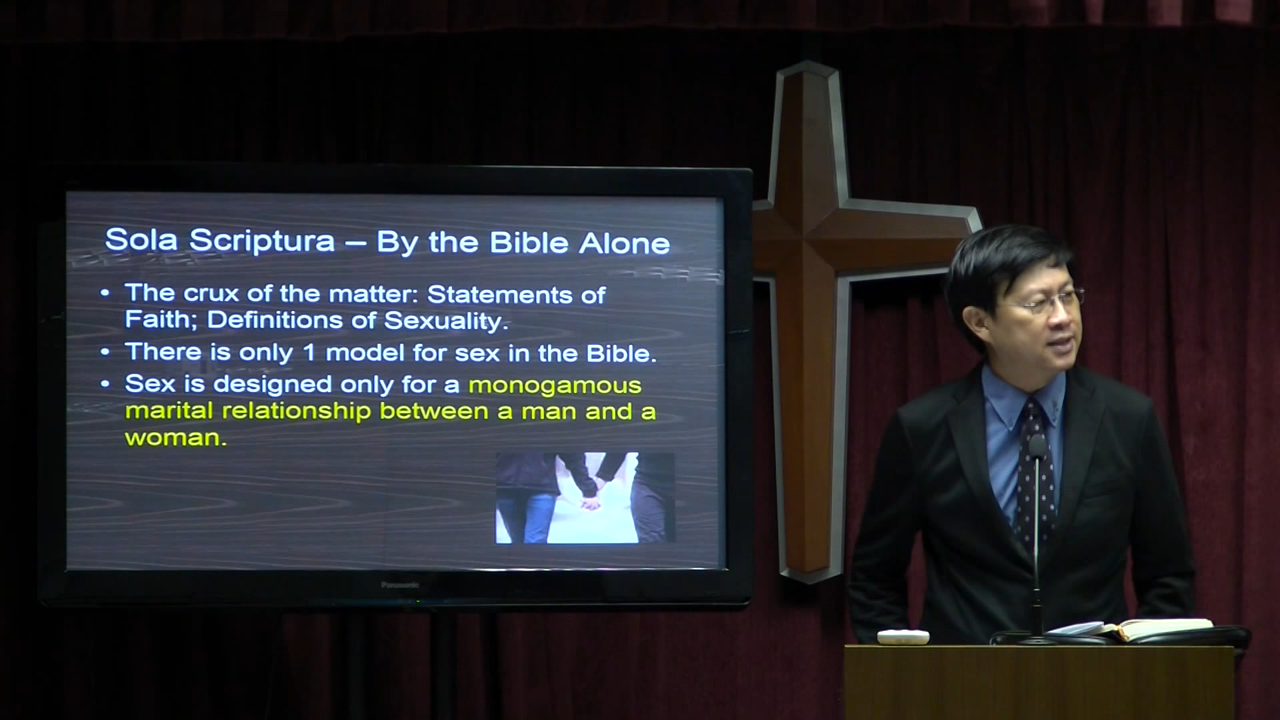 Sola Scriptura – By the Bible Alone
• The crux of the matter: Statements of
Faith; Definitions of Sexuality.
• There is only 1 model for sex in the Bible.
• Sex is designed only for a monogamous
marital relationship between a man and a
woman.
Panasonic